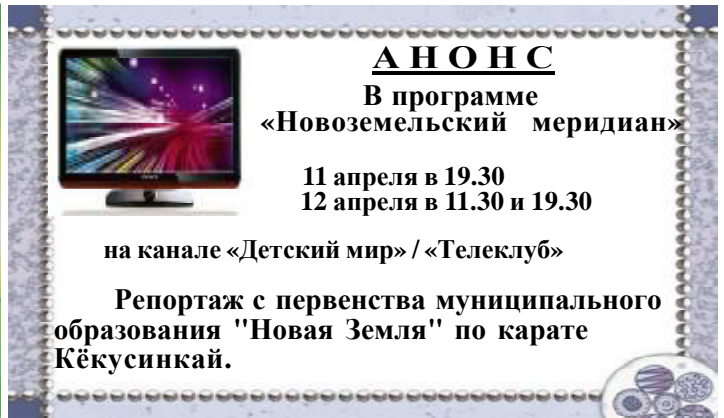 А Н О Н С
В программе
«Новоземельский меридиан»
11 апреля в 19.30
12 апреля в 11.30 и 19.30
на канале «Детский мир» / «Телеклуб»
Репортаж с первенства муниципального
образования "Новая Земля" по карате
Кёкусинкай.